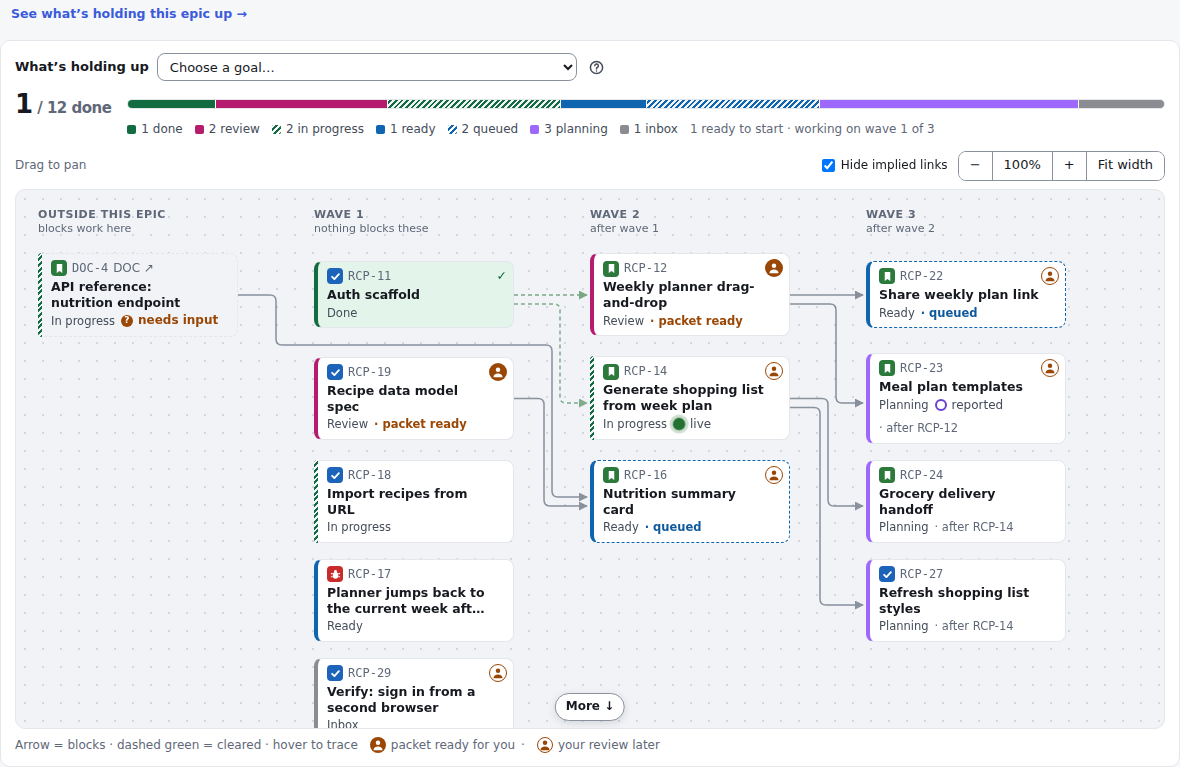 See what's holding this epic up →
What's holding up Choose a goal…
1 / 12 done
1 done 2 review 2 in progress 1 ready 2 queued 3 planning 1 inbox 1 ready to start · working on wave 1 of 3
Drag to pan
Hide implied links − 100% + Fit width
OUTSIDE THIS EPIC
blocks work here
DOC-4 DOC ↗
API reference:
nutrition endpoint
In progress ? needs input
WAVE 1
nothing blocks these
RCP-11 ✓
Auth scaffold
Done
RCP-19
Recipe data model
spec
Review · packet ready
RCP-18
Import recipes from
URL
In progress
RCP-17
Planner jumps back to
the current week aft…
Ready
RCP-29
Verify: sign in from a
second browser
Inbox
WAVE 2
after wave 1
RCP-12
Weekly planner drag-
and-drop
Review · packet ready
RCP-14
Generate shopping list
from week plan
In progress live
RCP-16
Nutrition summary
card
Ready · queued
WAVE 3
after wave 2
RCP-22
Share weekly plan link
Ready · queued
RCP-23
Meal plan templates
Planning reported
· after RCP-12
RCP-24
Grocery delivery
handoff
Planning · after RCP-14
RCP-27
Refresh shopping list
styles
Planning · after RCP-14
More ↓
Arrow = blocks · dashed green = cleared · hover to trace packet ready for you · your review later